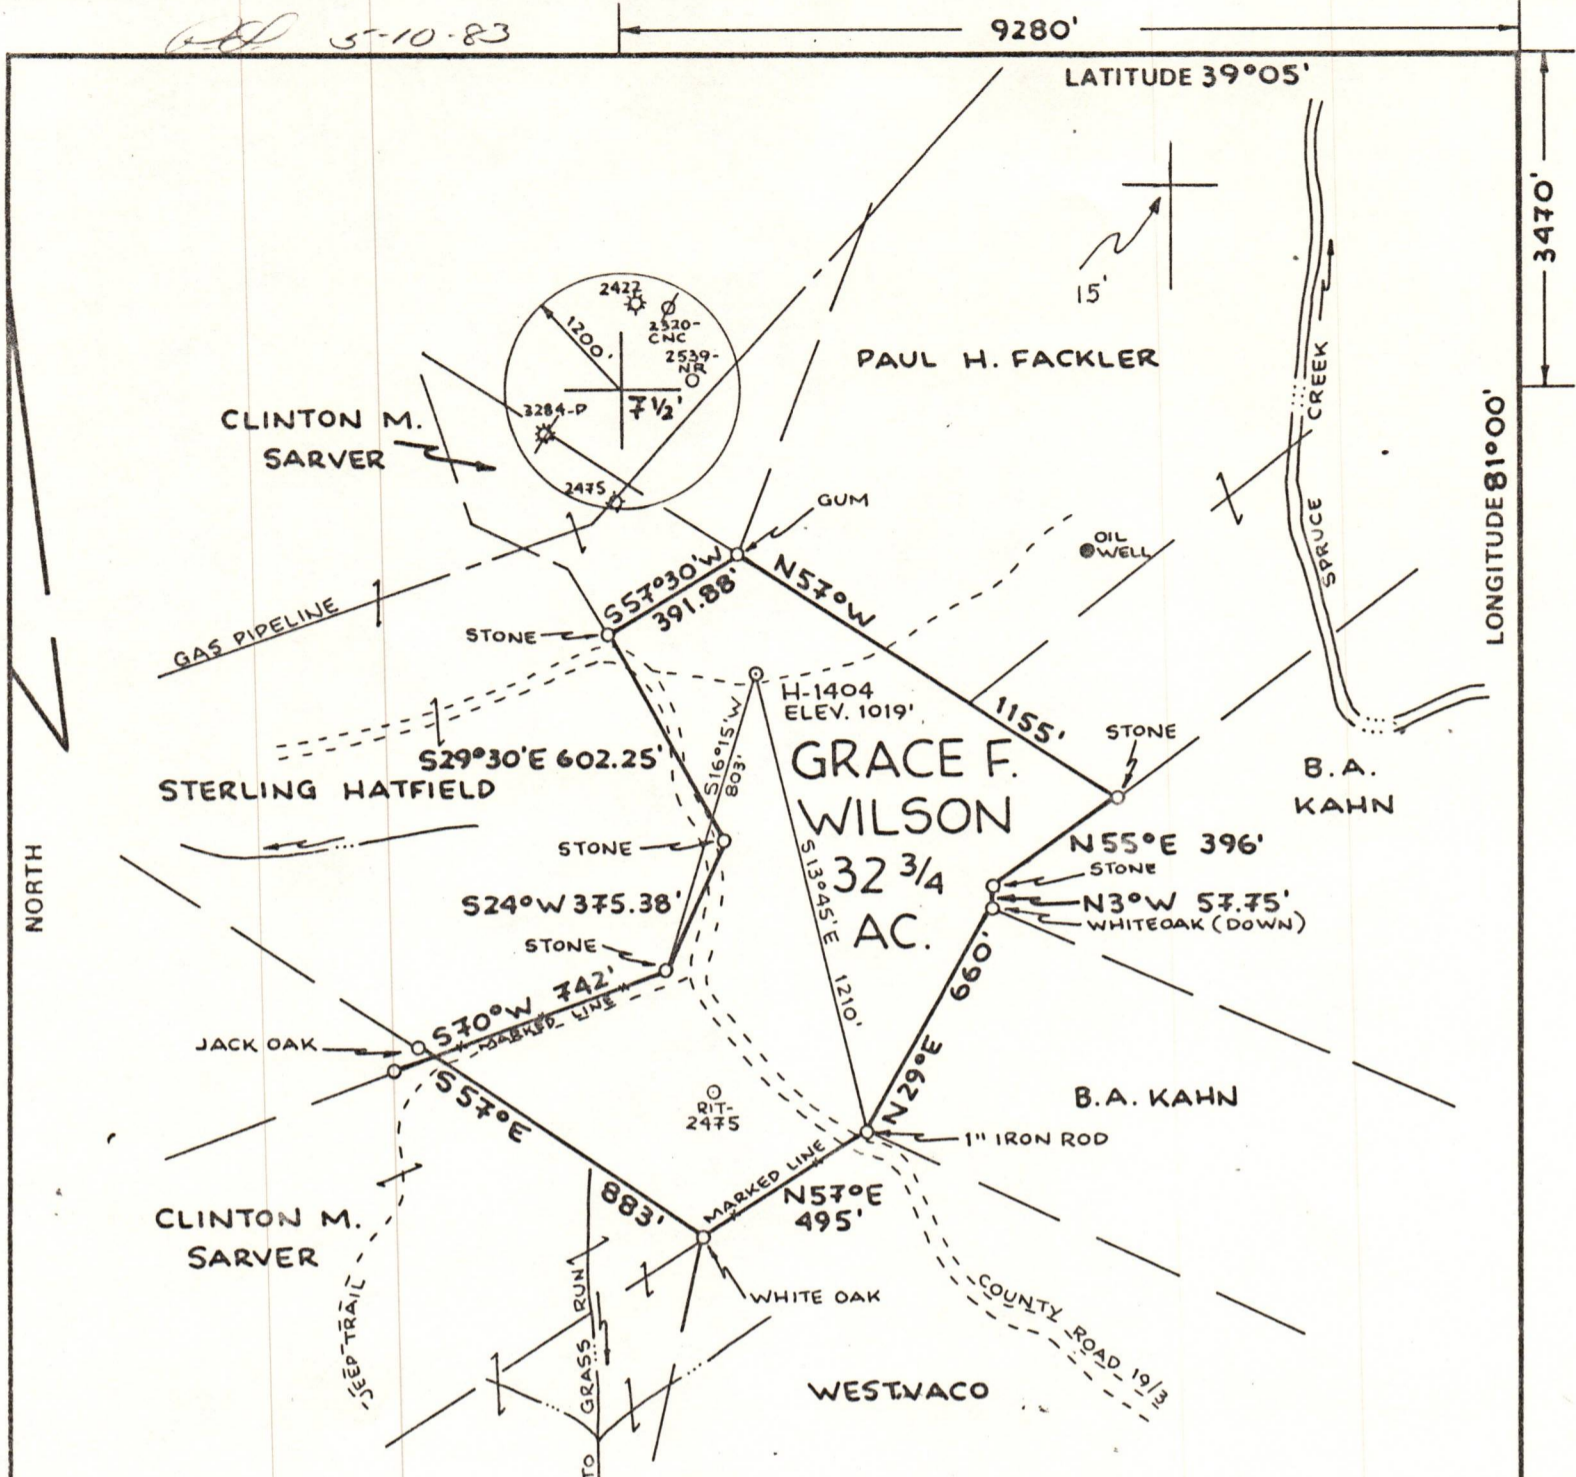 5-10-83
9280'
LATITUDE 39°05'
3470'
15'
2422
1200'
2320-
CNC
2539-
NR
7 1/2'
3284-P
2475
PAUL H. FACKLER
CREEK
SPRUCE
LONGITUDE 81°00'
CLINTON M.
SARVER
GUM
OIL
WELL
S57°30'W
391.88'
N57°W
1155'
GAS PIPELINE
STONE
H-1404
ELEV. 1019'
S16°15'W
803'
STONE
S29°30'E 602.25'
GRACE F.
WILSON
32 3/4
AC.
B.A.
KAHN
STERLING HATFIELD
S13°45'E 1210'
N55°E 396'
STONE
STONE
N3°W 57.75'
WHITEOAK (DOWN)
NORTH
S24°W 375.38'
STONE
660'
N29°E
S70°W 742'
MARKED LINE
JACK OAK
S57°E
883'
RIT-
2475
B.A. KAHN
1" IRON ROD
MARKED LINE
N57°E
495'
CLINTON M.
SARVER
WHITE OAK
JEEP TRAIL
TO GRASS RUN
COUNTY ROAD 19/3
WESTVACO